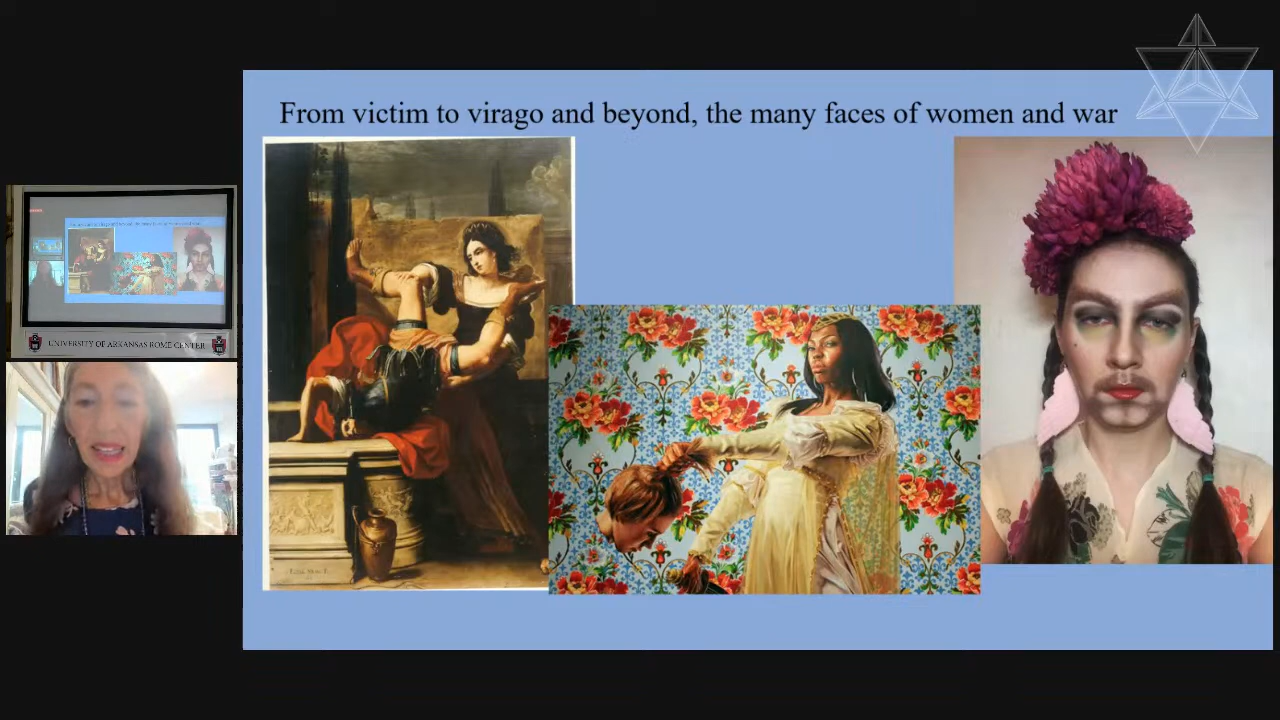 From victim to virago and beyond, the many faces of women and war
UNIVERSITY OF ARKANSAS ROME CENTER